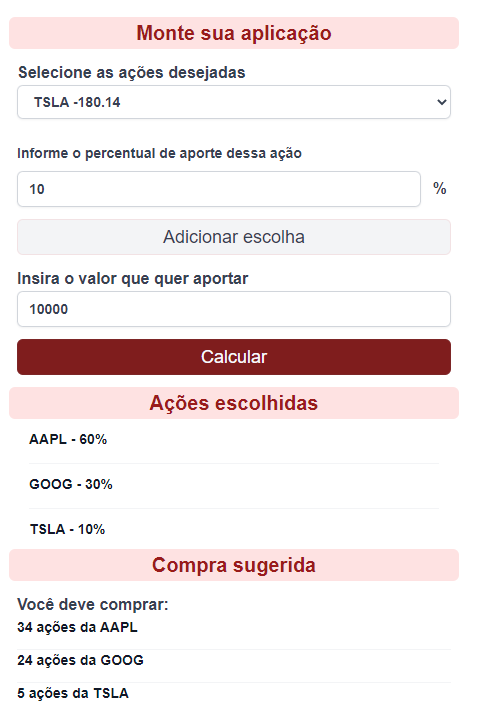 Monte sua aplicação
Selecione as ações desejadas
TSLA -180.14
Informe o percentual de aporte dessa ação
10
%
Adicionar escolha
Insira o valor que quer aportar
10000
Calcular
Ações escolhidas
AAPL - 60%
GOOG - 30%
TSLA - 10%
Compra sugerida
Você deve comprar:
34 ações da AAPL
24 ações da GOOG
5 ações da TSLA